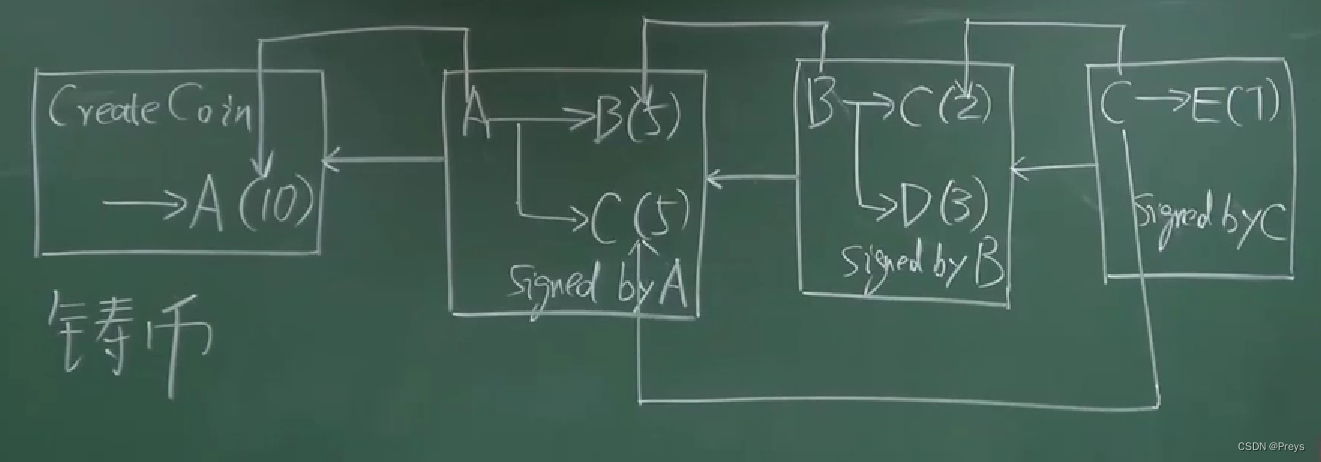 CreateCoin
A (10)
A B(5)
C (5)
signed by A
B C (2)
D (3)
signed by B
C E(7)
signed by C
铸币
CSDN @Preys